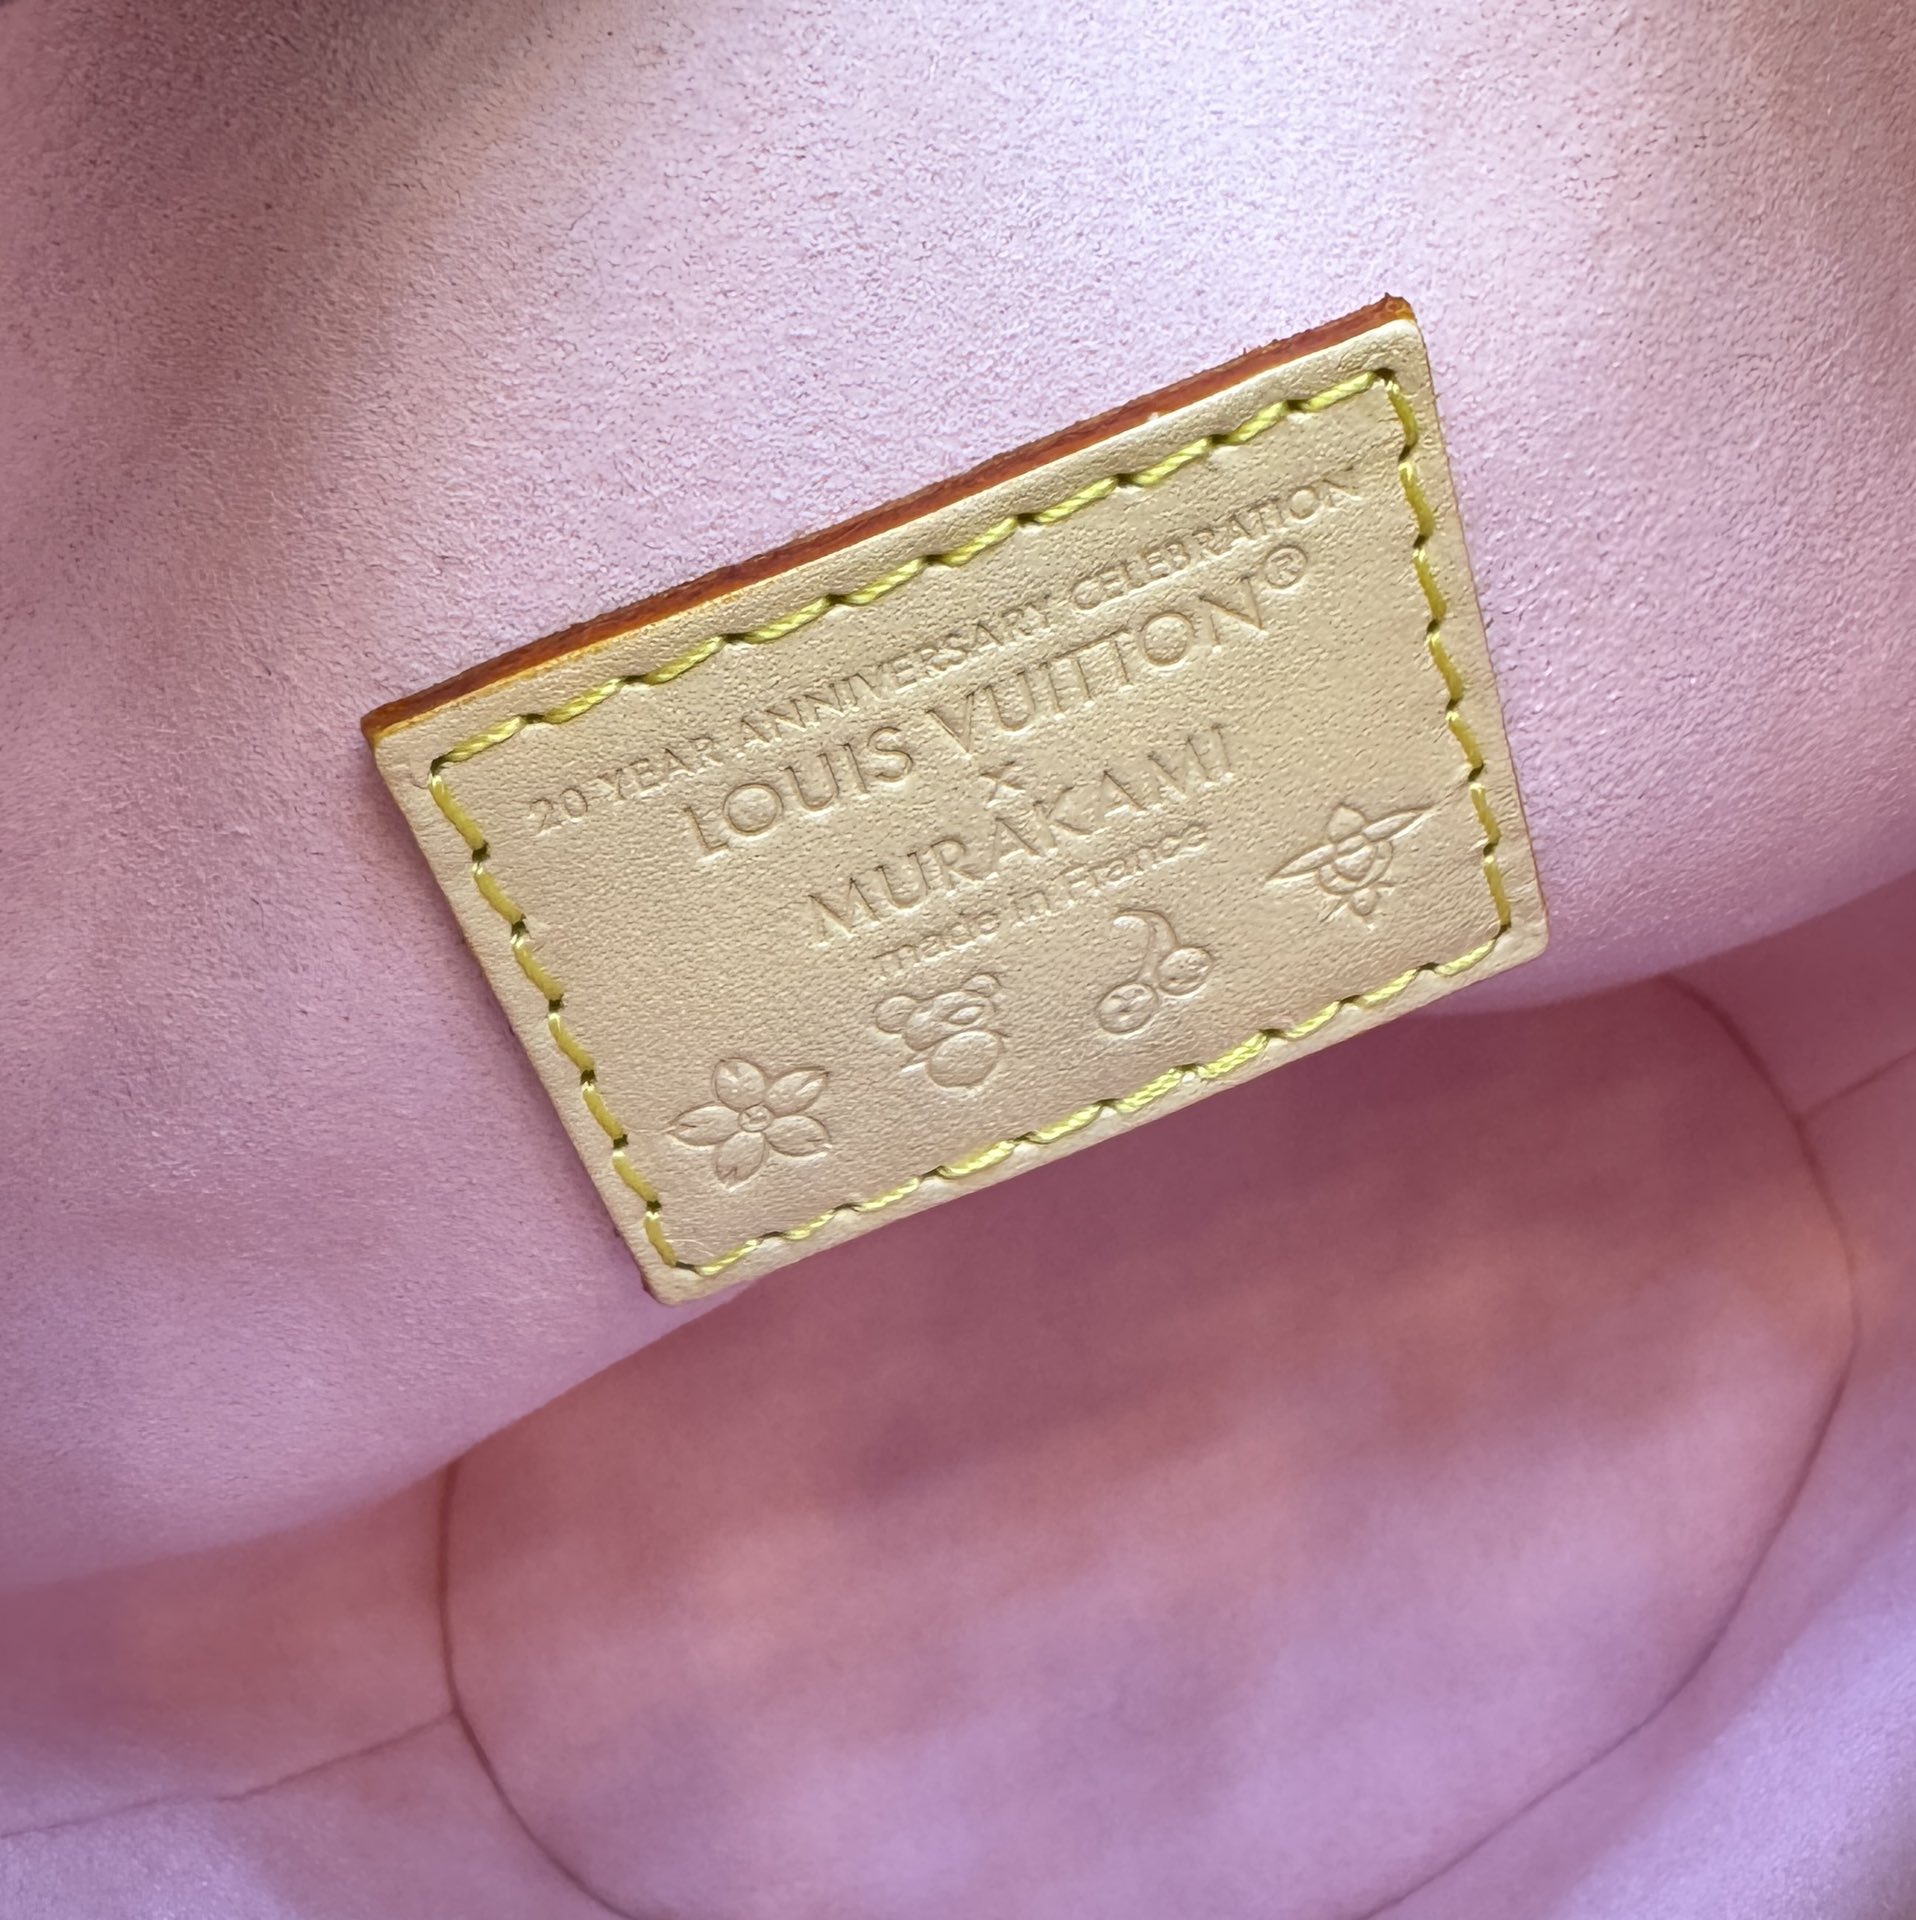 20 YEAR ANNIVERSARY CELEBRATION
LOUIS VUITTON®
x
MURAKAMI
made in France